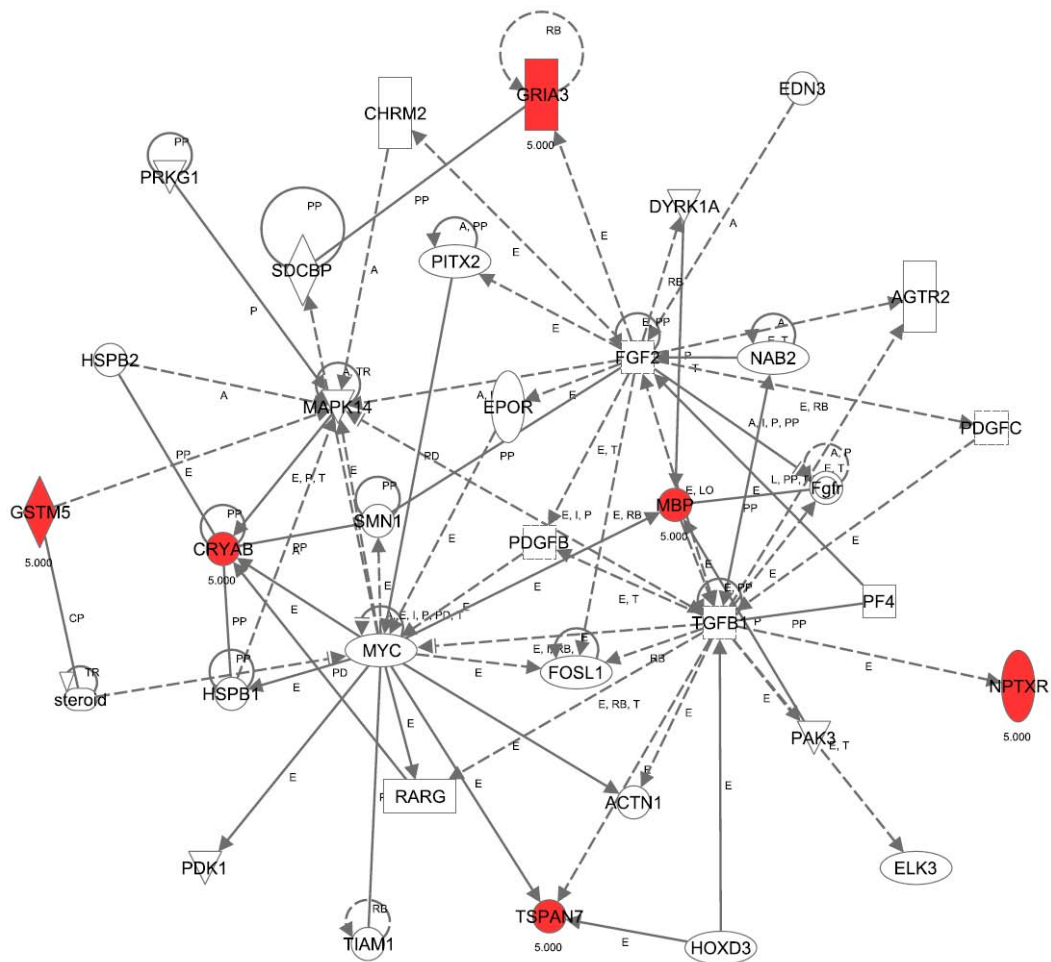 RB
GRIA3
5.000
EDN3
CHRM2
PP
PRKG1
PP
PP
DYRK1A
A
SDCBP
A, PP
PITX2
E
E
RB
A
P
AGTR2
E
E, PP
FGF2
P
T
A
E, T
NAB2
HSPB2
A
A, TR
MAPK14
EPOR
E, RB
PDGFC
A, I, P, PP
PP
E
E, P, T
E
PD
PP
E, T
A, P
E, T
L, PP, T
Fgfr
GSTM5
5.000
PP
SMN1
E, LO
MBP
5.000
E
PP
PP
CRYAB
5.000
E, I, P
E, RB
PDGFB
E
E
E
CP
PP
E
E
E
E
E, T
E, PP
TGFB1
P
PP
PF4
A, E, I, P, PD, T
MYC
E
FOSL1
RB
E
NPTXR
5.000
TR
steroid
PP
HSPB1
E
PD
E
E, RB, T
E
E
PAK3
E, T
E
E
E
E
E
RARG
ACTN1
E
PDK1
ELK3
RB
TIAM1
TSPAN7
5.000
E
HOXD3